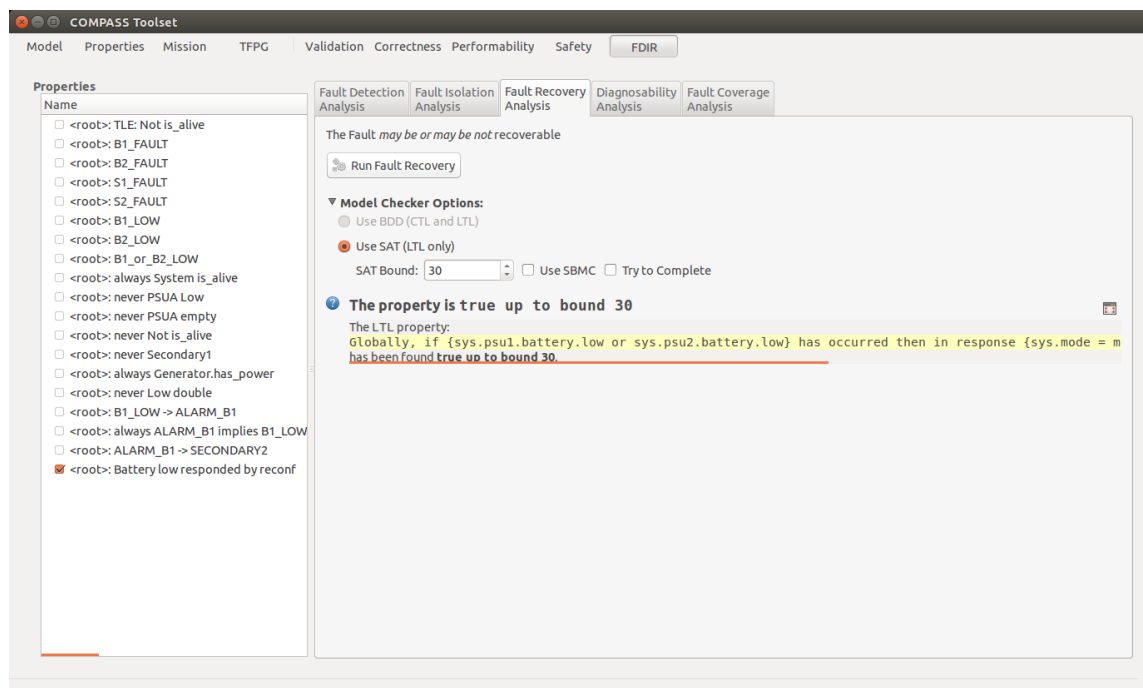 COMPASS Toolset
Model Properties Mission TFPG Validation Correctness Performability Safety FDIR
Properties
Name
<root>: TLE: Not is_alive
<root>: B1_FAULT
<root>: B2_FAULT
<root>: S1_FAULT
<root>: S2_FAULT
<root>: B1_LOW
<root>: B2_LOW
<root>: B1_or_B2_LOW
<root>: always System is_alive
<root>: never PSUA Low
<root>: never PSUA empty
<root>: never Not is_alive
<root>: never Secondary1
<root>: always Generator.has_power
<root>: never Low double
<root>: B1_LOW -> ALARM_B1
<root>: always ALARM_B1 implies B1_LOW
<root>: ALARM_B1 -> SECONDARY2
<root>: Battery low responded by reconf
Fault Detection Analysis
Fault Isolation Analysis
Fault Recovery Analysis
Diagnosability Analysis
Fault Coverage Analysis
The Fault may be or may be not recoverable
Run Fault Recovery
Model Checker Options:
Use BDD (CTL and LTL)
Use SAT (LTL only)
SAT Bound: 30 Use SBMC Try to Complete
The property is true up to bound 30
The LTL property:
Globally, if {sys.psu1.battery.low or sys.psu2.battery.low} has occurred then in response {sys.mode = m
has been found true up to bound 30.